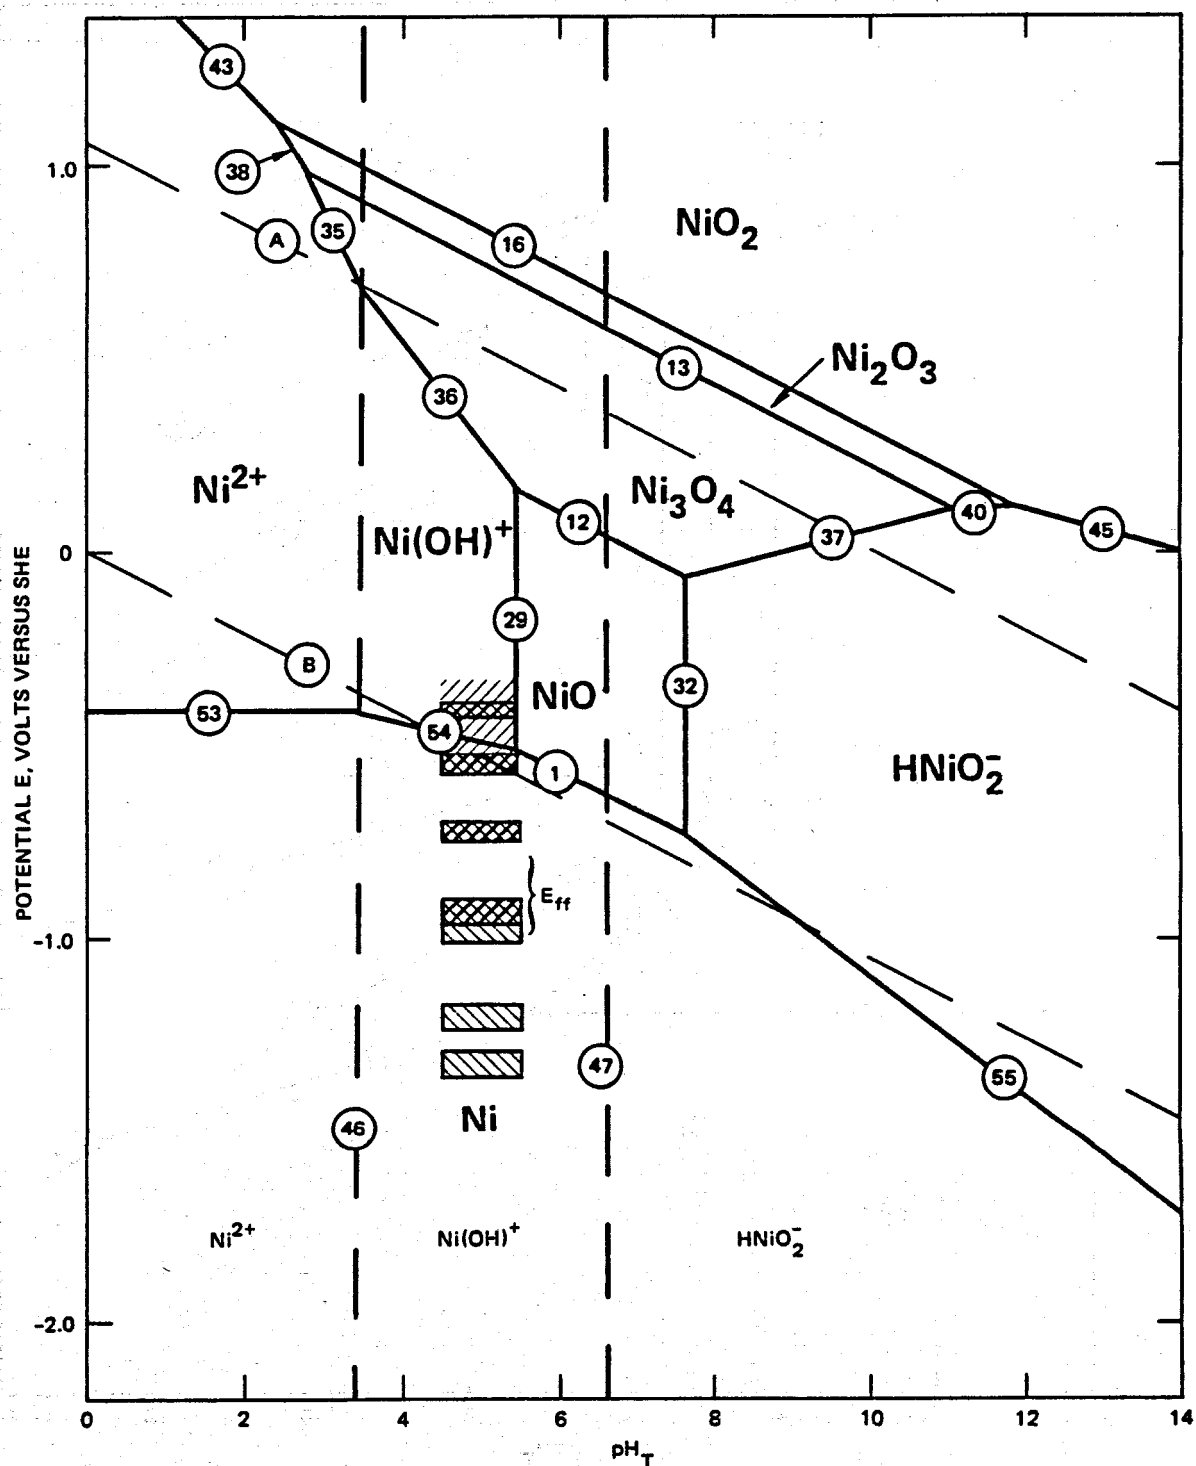 43
1.0
38
A
35
16
NiO₂
13
Ni₂O₃
36
Ni²⁺
Ni₃O₄
12
40
45
37
Ni(OH)⁺
0
29
B
NiO
32
53
54
1
HNiO₂⁻
POTENTIAL E, VOLTS VERSUS SHE
E_ff
-1.0
47
55
Ni
46
Ni²⁺
Ni(OH)⁺
HNiO₂⁻
-2.0
0 2 4 6 8 10 12 14
pH_T